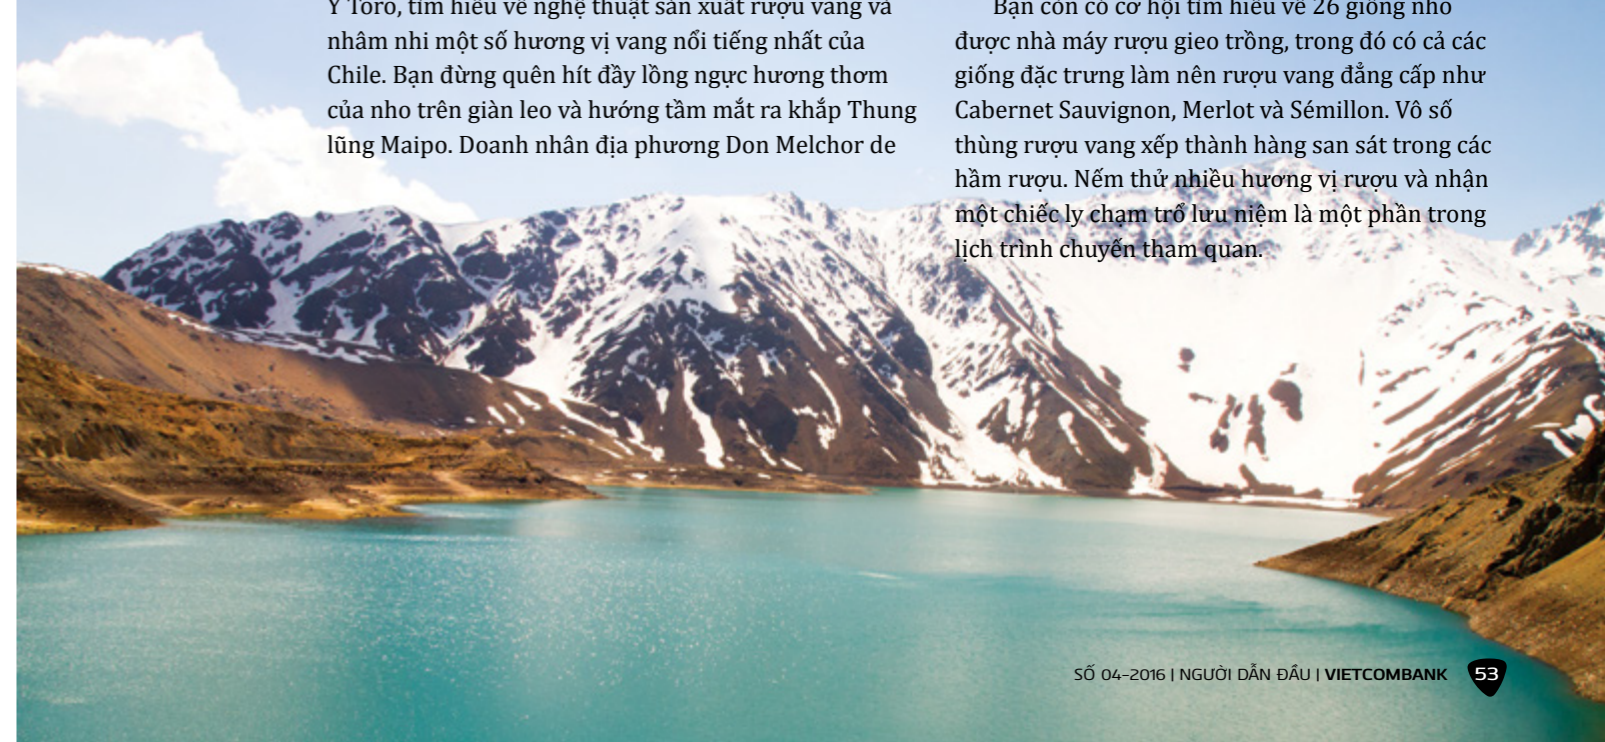 Y Toro, tìm hiểu về nghệ thuật sản xuất rượu vang và
nhâm nhi một số hương vị vang nổi tiếng nhất của
Chile. Bạn đừng quên hít đầy lồng ngực hương thơm
của nho trên giàn leo và hướng tầm mắt ra khắp Thung
lũng Maipo. Doanh nhân địa phương Don Melchor de
Bạn còn có cơ hội tìm hiểu về 26 giống nho
được nhà máy rượu gieo trồng, trong đó có cả các
giống đặc trưng làm nên rượu vang đẳng cấp như
Cabernet Sauvignon, Merlot và Sémillon. Vô số
thùng rượu vang xếp thành hàng san sát trong các
hầm rượu. Nếm thử nhiều hương vị rượu và nhận
một chiếc ly chạm trổ lưu niệm là một phần trong
lịch trình chuyến tham quan.
SỐ 04-2016 | NGƯỜI DẪN ĐẦU | VIETCOMBANK 53